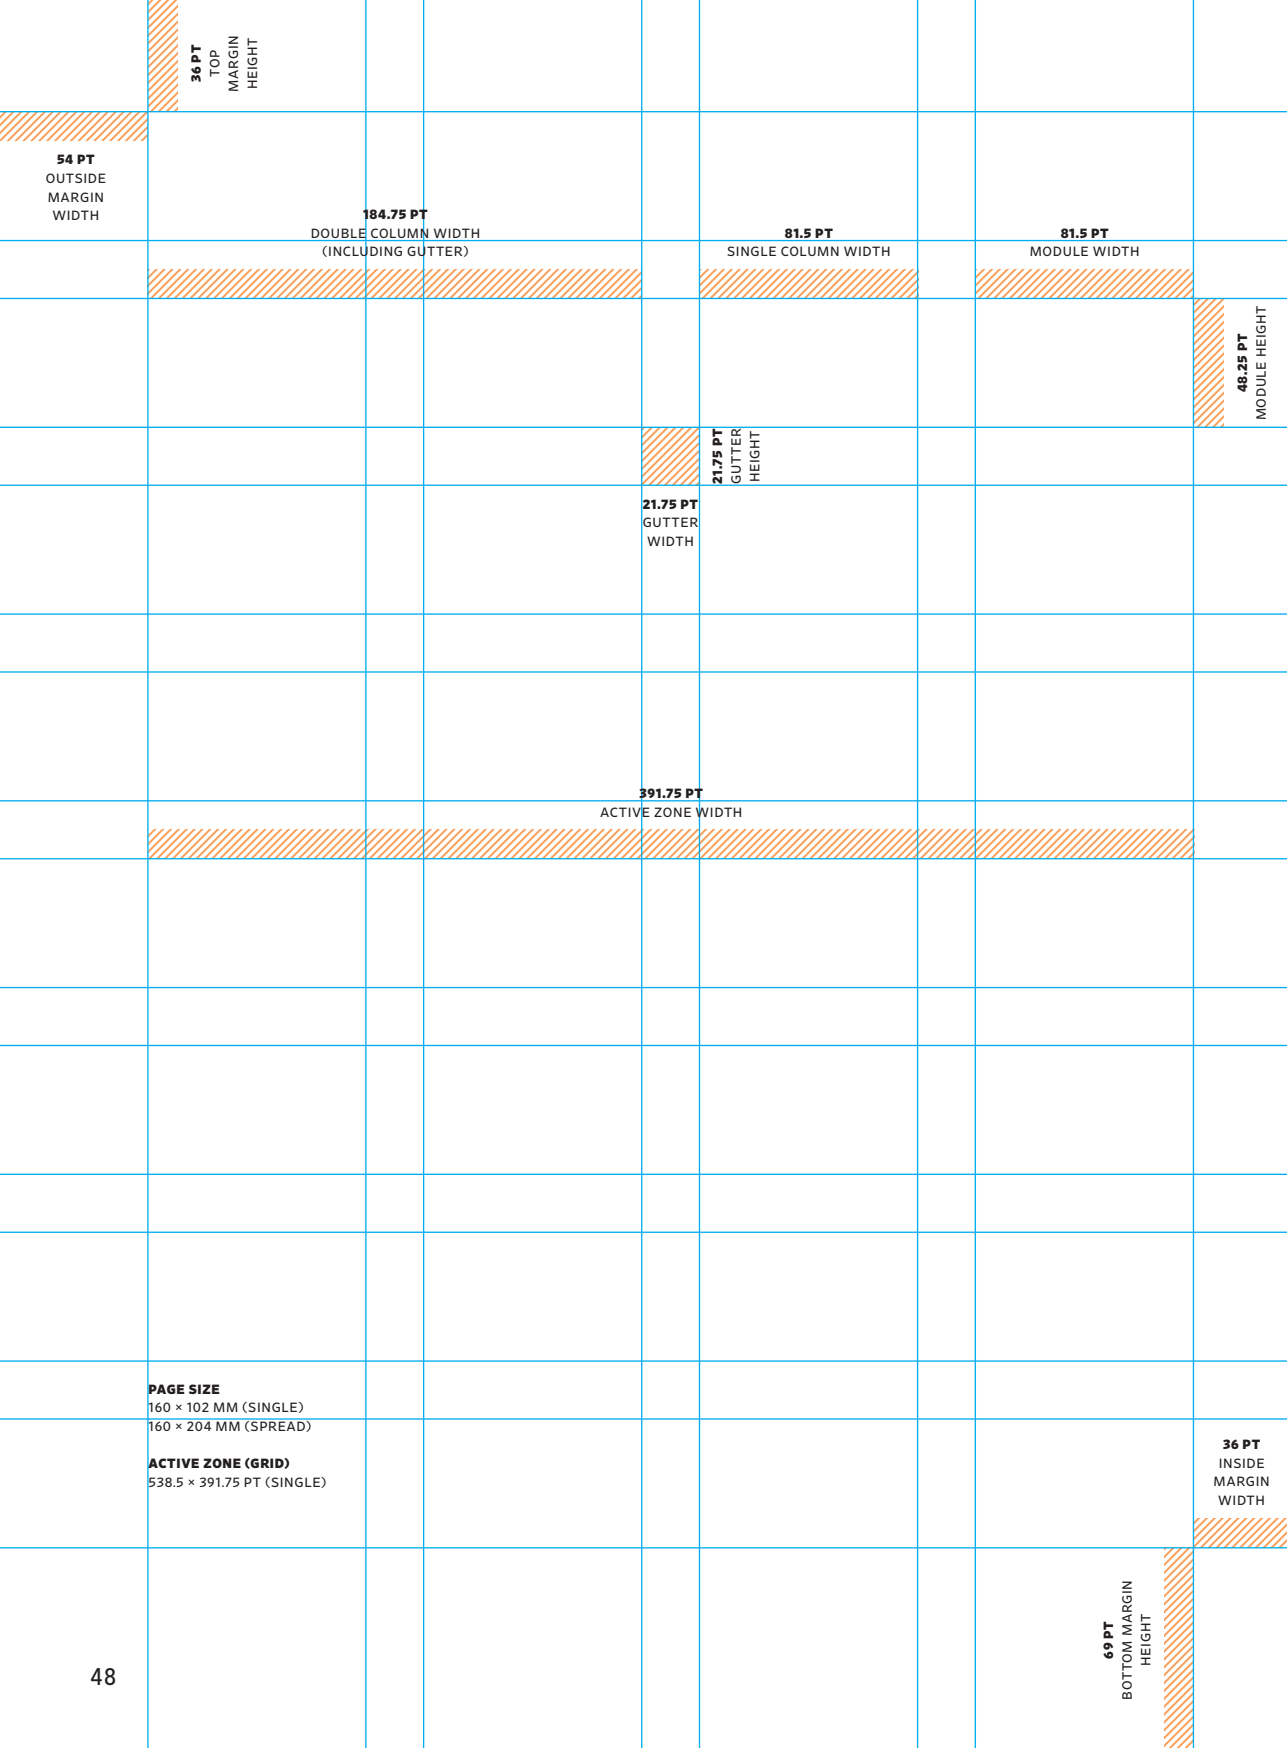 36 PT
TOP
MARGIN
HEIGHT
54 PT
OUTSIDE
MARGIN
WIDTH
184.75 PT
DOUBLE COLUMN WIDTH
(INCLUDING GUTTER)
81.5 PT
SINGLE COLUMN WIDTH
81.5 PT
MODULE WIDTH
48.25 PT
MODULE HEIGHT
21.75 PT
GUTTER
HEIGHT
21.75 PT
GUTTER
WIDTH
391.75 PT
ACTIVE ZONE WIDTH
PAGE SIZE
160 × 102 MM (SINGLE)
160 × 204 MM (SPREAD)
ACTIVE ZONE (GRID)
538.5 × 391.75 PT (SINGLE)
36 PT
INSIDE
MARGIN
WIDTH
69 PT
BOTTOM MARGIN
HEIGHT
48